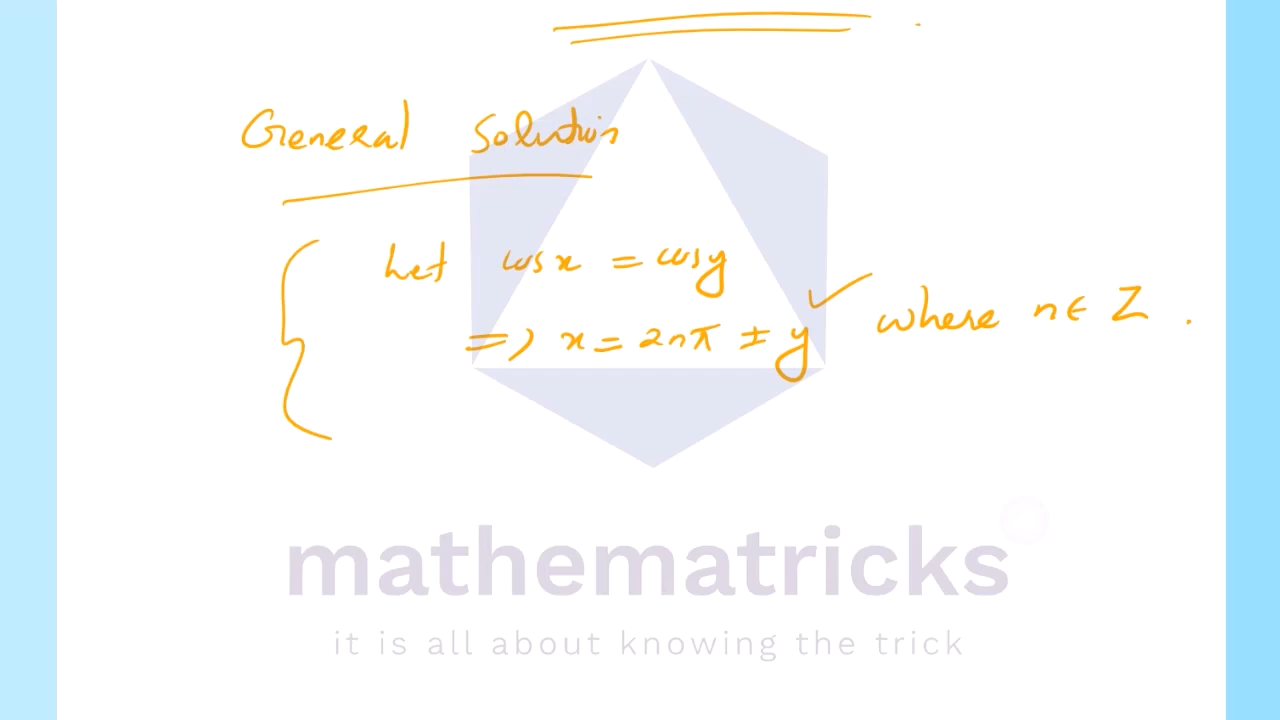 General Solution
Let cos x = cos y
=> x = 2nπ ± y where n ∈ Z .
mathematricks
it is all about knowing the trick